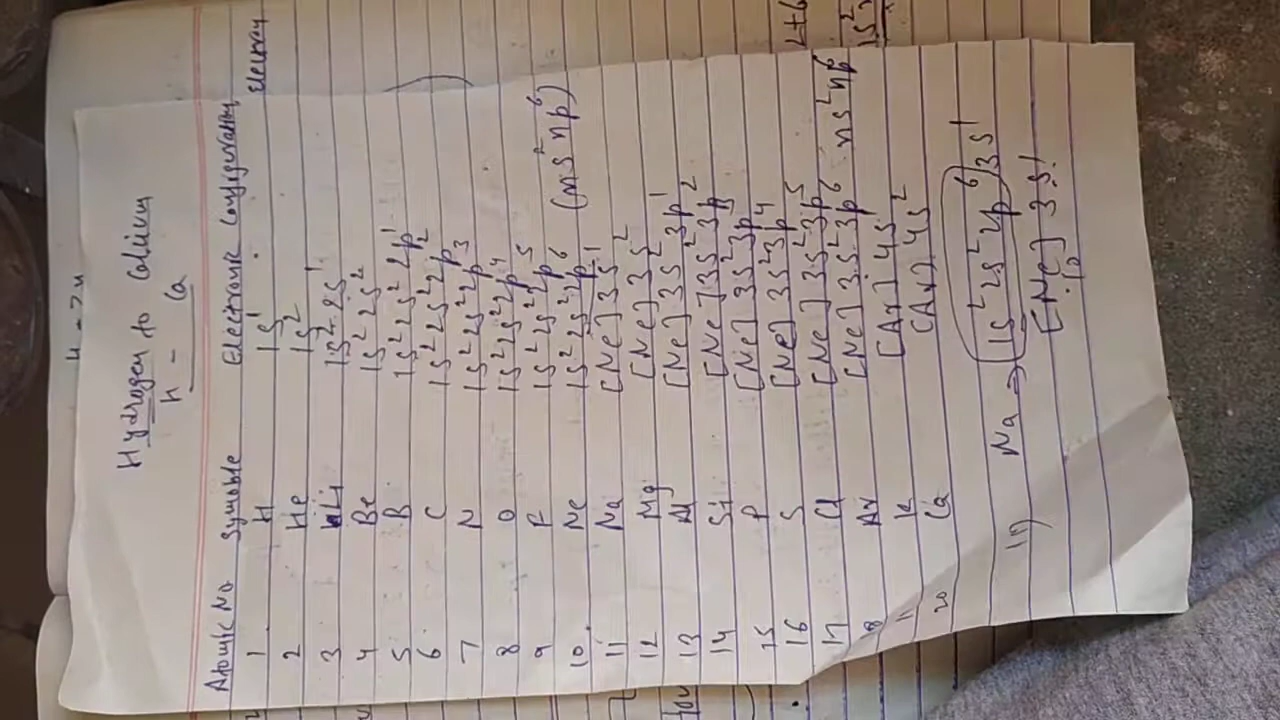 Hydrogen to Calcium
H - Ca
Atomic No Symboble Electronic Configeration
1 H 1s¹
2 He 1s²
3 Li 1s² 2s¹
4 Be 1s² 2s²
5 B 1s² 2s² 2p¹
6 C 1s² 2s² 2p²
7 N 1s² 2s² 2p³
8 O 1s² 2s² 2p⁴
9 F 1s² 2s² 2p⁵
10 Ne 1s² 2s² 2p⁶ (ns² np⁶)
11 Na [Ne] 3s¹
12 Mg [Ne] 3s²
13 Al [Ne] 3s² 3p¹
14 Si [Ne] 3s² 3p²
15 P [Ne] 3s² 3p³
16 S [Ne] 3s² 3p⁴
17 Cl [Ne] 3s² 3p⁵
18 Ar [Ne] 3s² 3p⁶ ns² np⁶
K [Ar] 4s¹
20 Ca [Ar] 4s²
11) Na → 1s² 2s² 2p⁶ 3s¹
[Ne] 3s¹
10